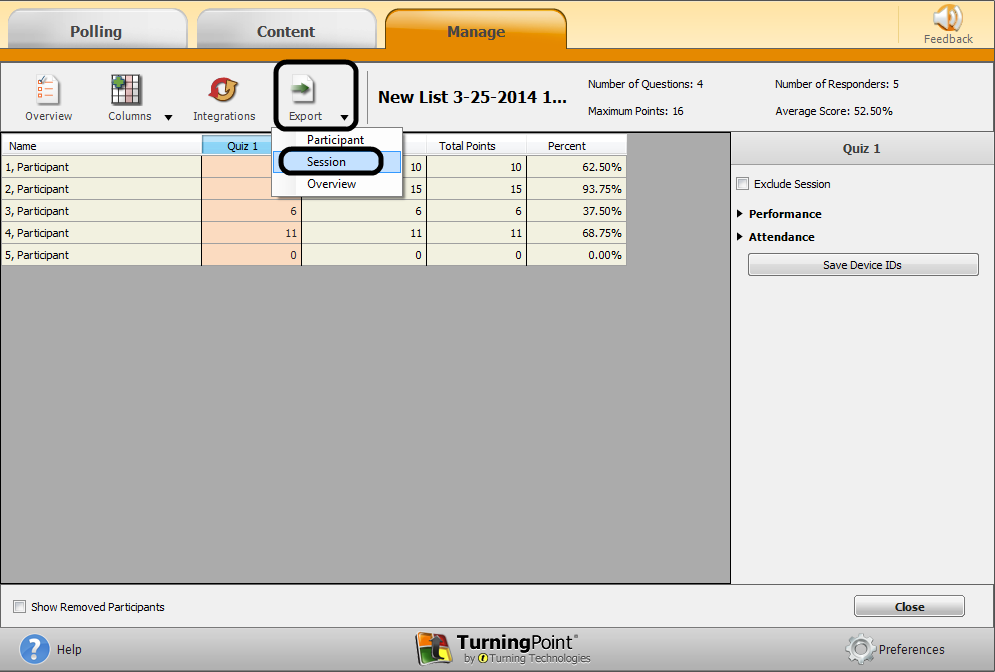 Polling
Content
Manage
Feedback
Overview
Columns
Integrations
Export
New List 3-25-2014 1...
Number of Questions: 4
Number of Responders: 5
Maximum Points: 16
Average Score: 52.50%
Participant
Session
Overview
Name Quiz 1 Total Points Percent
1, Participant 10 10 62.50%
2, Participant 15 15 93.75%
3, Participant 6 6 6 37.50%
4, Participant 11 11 11 68.75%
5, Participant 0 0 0 0.00%
Quiz 1
Exclude Session
Performance
Attendance
Save Device IDs
Show Removed Participants
Close
? Help
TurningPoint®
by Turning Technologies
Preferences